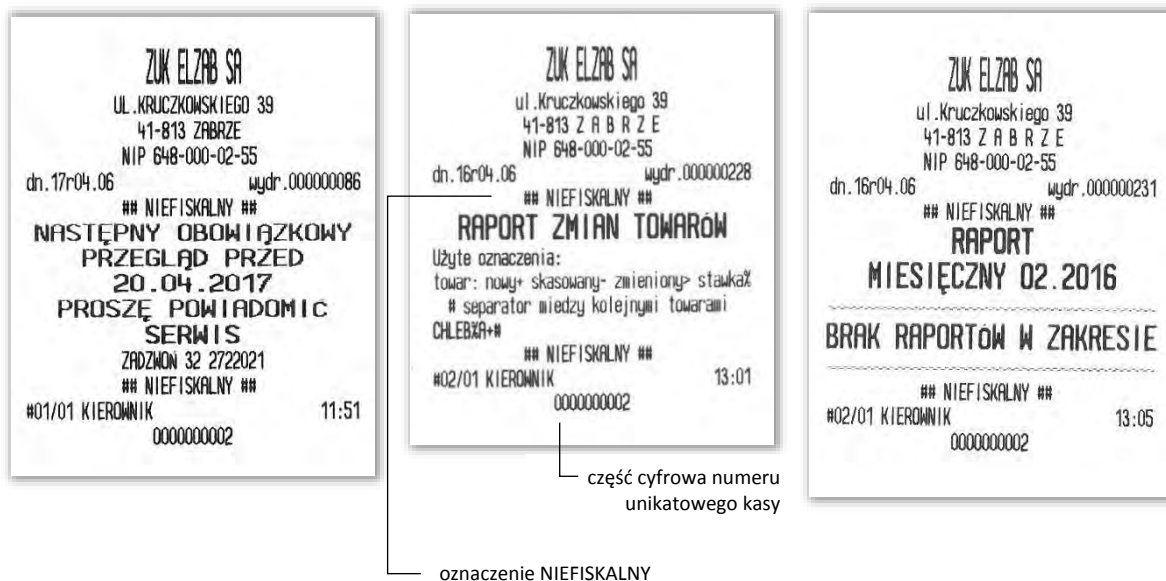 ZUK ELZAB SA
UL.KRUCZKOWSKIEGO 39
41-813 ZABRZE
NIP 648-000-02-55
dn.17r04.06 wydr.000000086
## NIEFISKALNY ##
NASTĘPNY OBOWIĄZKOWY
PRZEGLĄD PRZED
20.04.2017
PROSZĘ POWIADOMIĆ
SERWIS
ZADZWOŃ 32 2722021
## NIEFISKALNY ##
#01/01 KIEROWNIK 11:51
0000000002
ZUK ELZAB SA
ul.Kruczkowskiego 39
41-813 Z A B R Z E
NIP 648-000-02-55
dn.16r04.06 wydr.000000228
## NIEFISKALNY ##
RAPORT ZMIAN TOWARÓW
Użyte oznaczenia:
towar: nowy+ skasowany- zmieniony> stawka%
# separator miedzy kolejnymi towarami
CHLEB%A+#
## NIEFISKALNY ##
#02/01 KIEROWNIK 13:01
0000000002
część cyfrowa numeru
unikatowego kasy
oznaczenie NIEFISKALNY
ZUK ELZAB SA
ul.Kruczkowskiego 39
41-813 Z A B R Z E
NIP 648-000-02-55
dn.16r04.06 wydr.000000231
## NIEFISKALNY ##
RAPORT
MIESIĘCZNY 02.2016
BRAK RAPORTÓW W ZAKRESIE
## NIEFISKALNY ##
#02/01 KIEROWNIK 13:05
0000000002